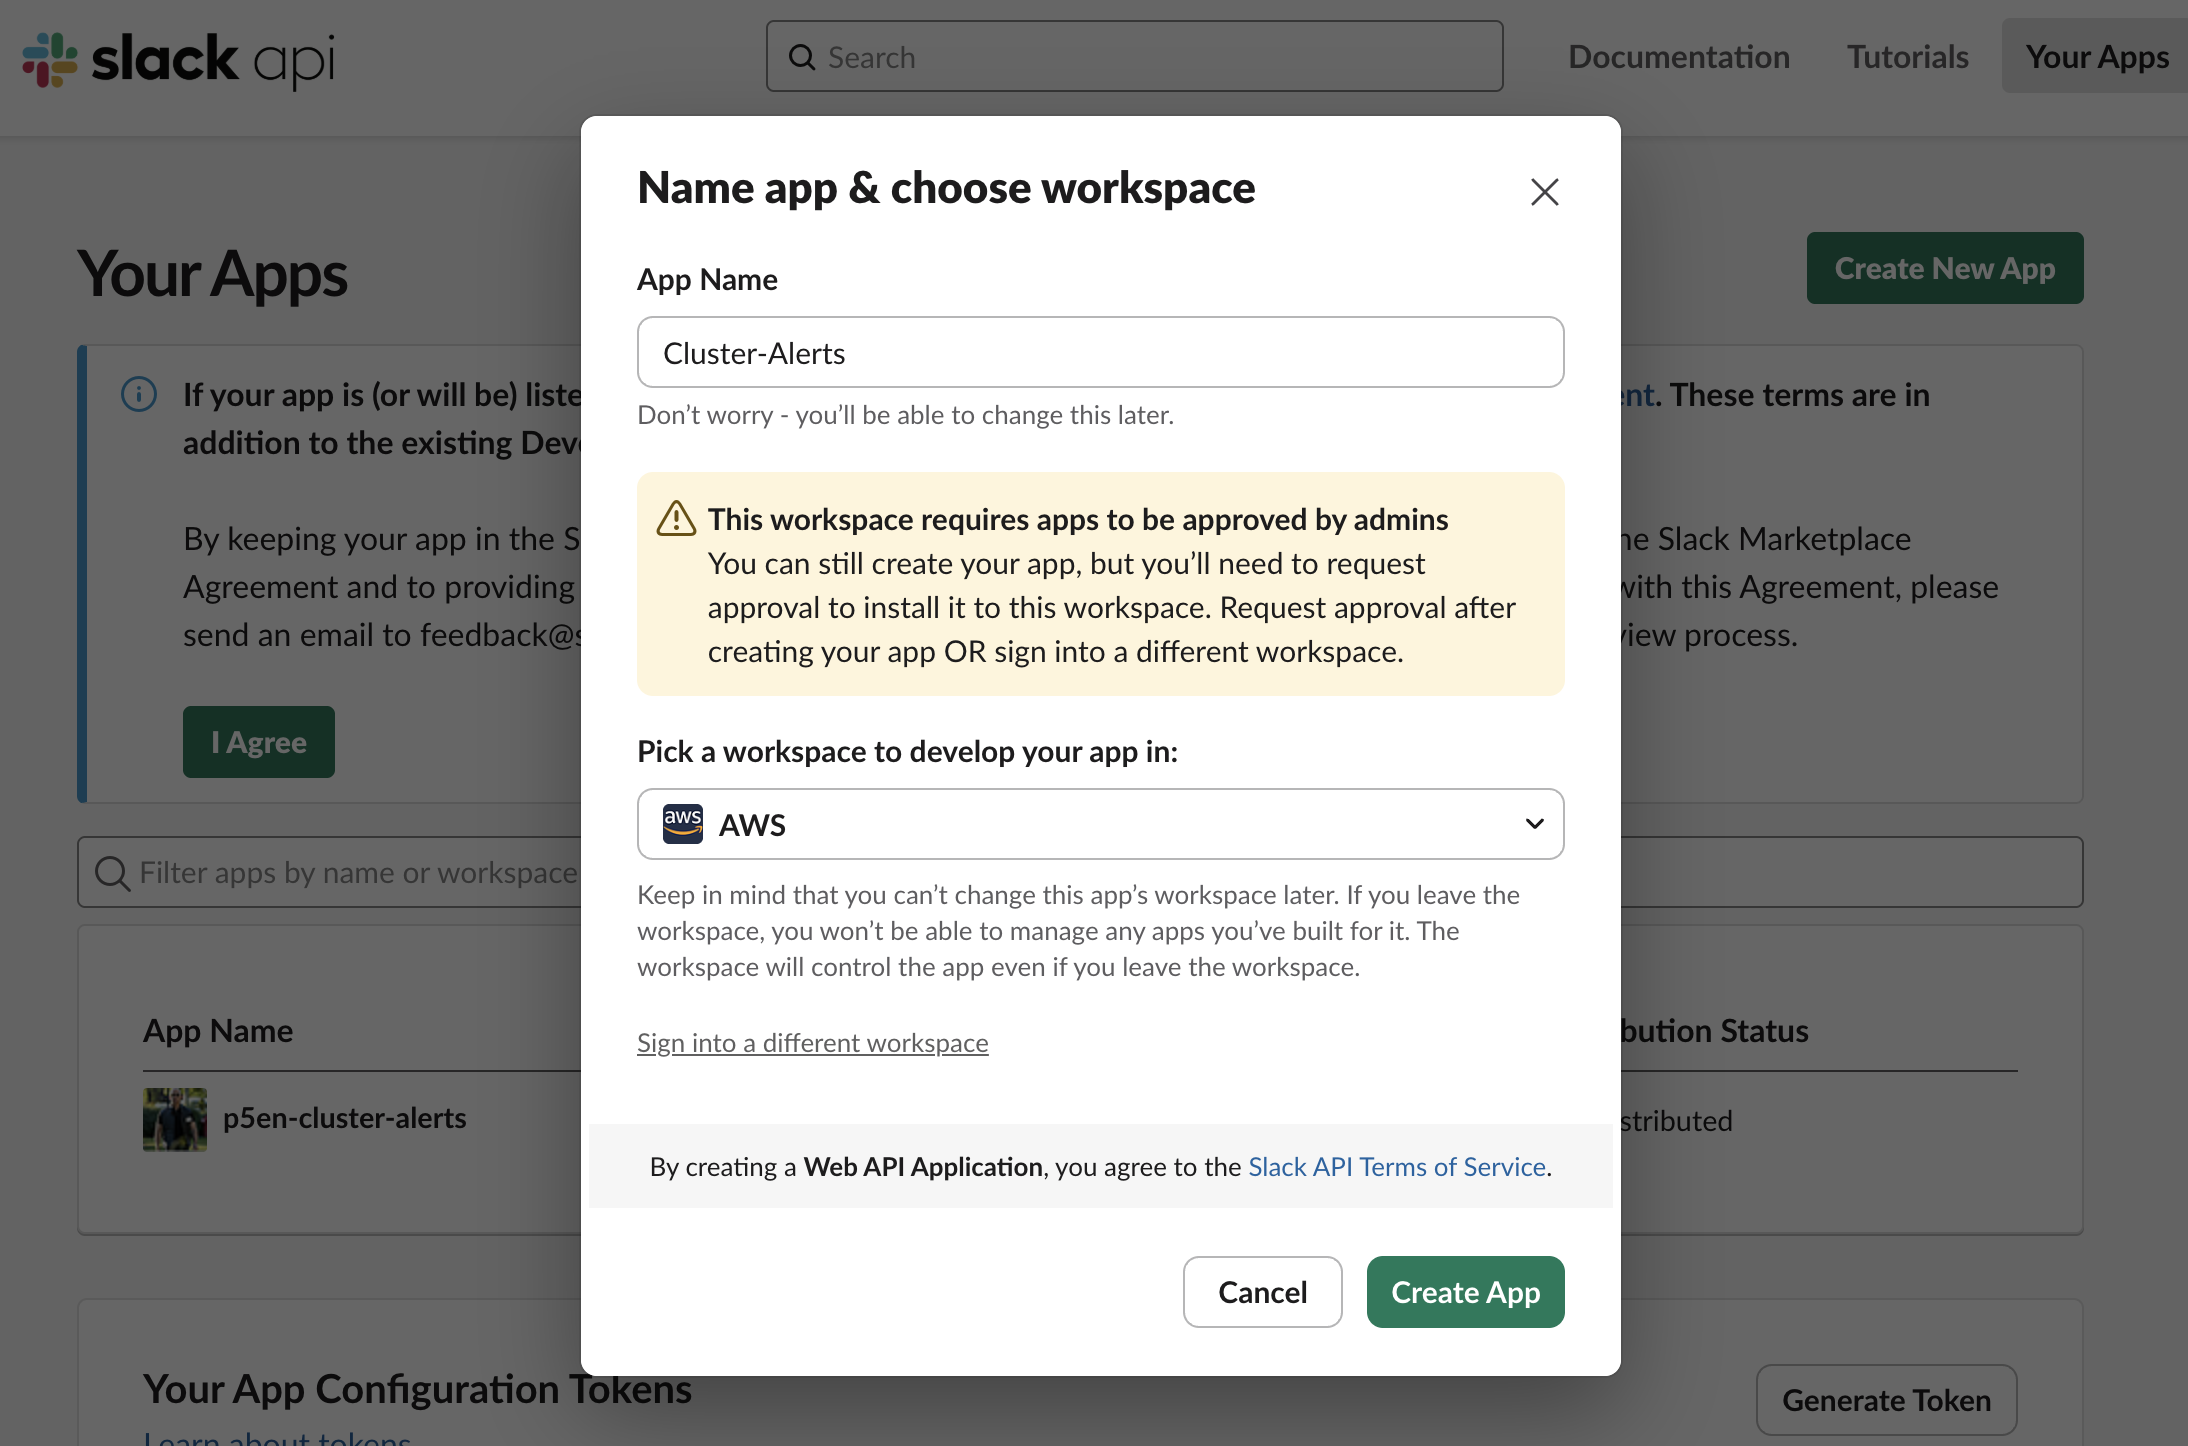 slack api
Search
Documentation
Tutorials
Your Apps
Your Apps
Create New App
If your app is (or will be) liste
nt. These terms are in
addition to the existing Dev
By keeping your app in the S
he Slack Marketplace
Agreement and to providing
with this Agreement, please
send an email to feedback@s
view process.
I Agree
Filter apps by name or workspace
App Name
bution Status
p5en-cluster-alerts
stributed
Your App Configuration Tokens
Learn about tokens
Generate Token
Name app & choose workspace
App Name
Cluster-Alerts
Don’t worry - you’ll be able to change this later.
This workspace requires apps to be approved by admins
You can still create your app, but you’ll need to request
approval to install it to this workspace. Request approval after
creating your app OR sign into a different workspace.
Pick a workspace to develop your app in:
aws
AWS
Keep in mind that you can’t change this app’s workspace later. If you leave the
workspace, you won’t be able to manage any apps you’ve built for it. The
workspace will control the app even if you leave the workspace.
Sign into a different workspace
By creating a Web API Application, you agree to the Slack API Terms of Service.
Cancel
Create App